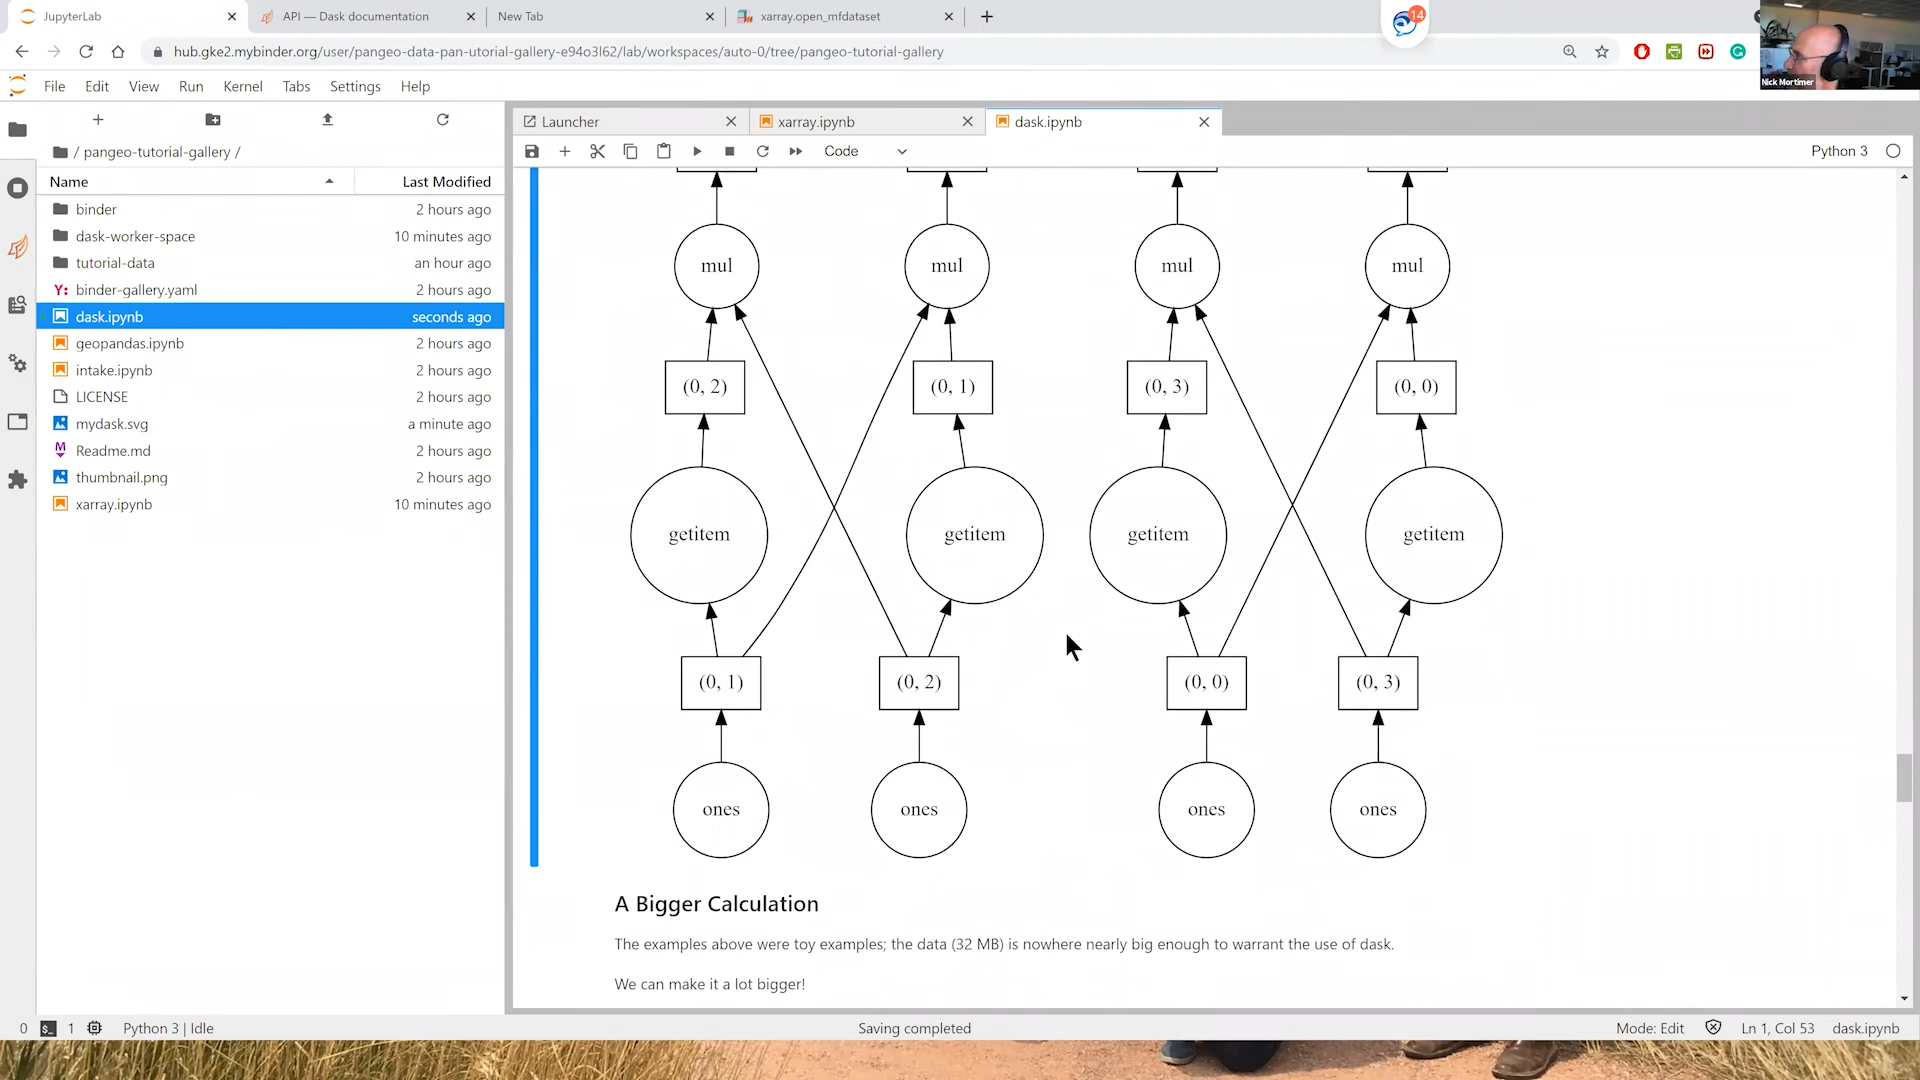 JupyterLab
API — Dask documentation
New Tab
xarray.open_mfdataset
14
hub.gke2.mybinder.org/user/pangeo-data-pan-utorial-gallery-e94o3l62/lab/workspaces/auto-0/tree/pangeo-tutorial-gallery
Nick Mortimer
File Edit View Run Kernel Tabs Settings Help
Launcher
xarray.ipynb
dask.ipynb
Code
Python 3
/ pangeo-tutorial-gallery /
Name Last Modified
binder 2 hours ago
dask-worker-space 10 minutes ago
tutorial-data an hour ago
Y: binder-gallery.yaml 2 hours ago
dask.ipynb seconds ago
geopandas.ipynb 2 hours ago
intake.ipynb 2 hours ago
LICENSE 2 hours ago
mydask.svg a minute ago
M Readme.md 2 hours ago
thumbnail.png 2 hours ago
xarray.ipynb 10 minutes ago
mul mul mul mul
(0, 2) (0, 1) (0, 3) (0, 0)
getitem getitem getitem getitem
(0, 1) (0, 2) (0, 0) (0, 3)
ones ones ones ones
A Bigger Calculation
The examples above were toy examples; the data (32 MB) is nowhere nearly big enough to warrant the use of dask.
We can make it a lot bigger!
0 $_ 1 Python 3 | Idle Saving completed Mode: Edit Ln 1, Col 53 dask.ipynb